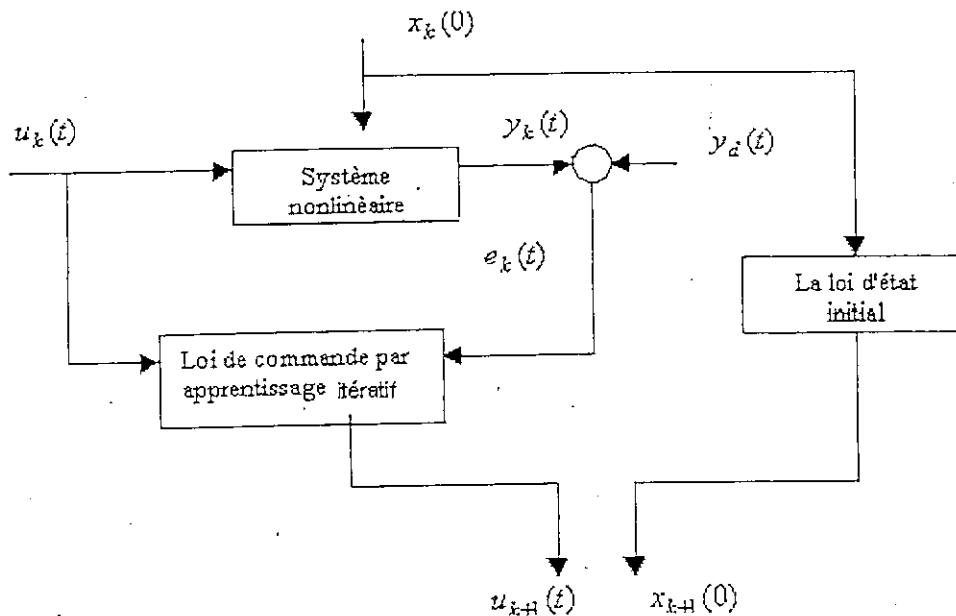 x_k(0)
u_k(t)
y_k(t)
y_d(t)
Système
nonlinèaire
e_k(t)
La loi d'état
initial
Loi de commande par
apprentissage itératif
u_{k+1}(t)
x_{k+1}(0)